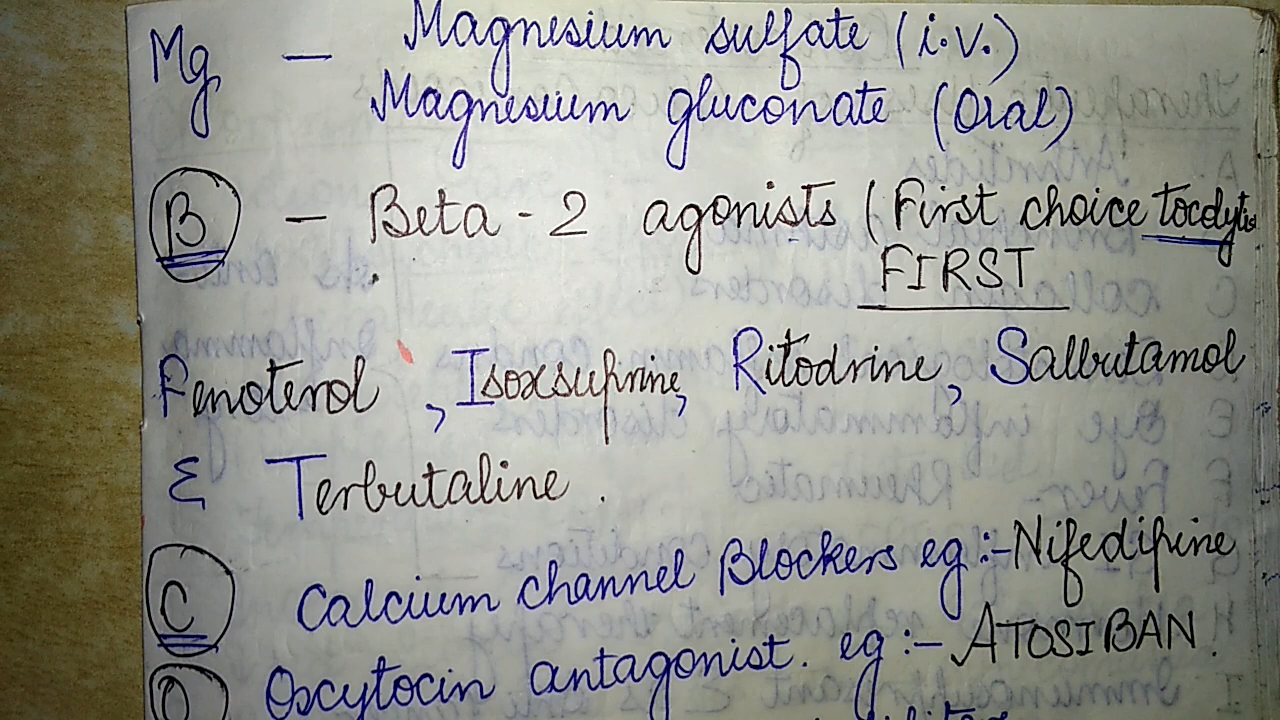 Mg — Magnesium sulfate (i.v.)
Magnesium gluconate (Oral)
B — Beta-2 agonists (First choice tocolytic
FIRST
Fenoterol, Isoxsuprine, Ritodrine, Salbutamol
& Terbutaline.
C Calcium channel Blockers eg:- Nifedipine
O Oxytocin antagonist. eg:- ATOSIBAN.